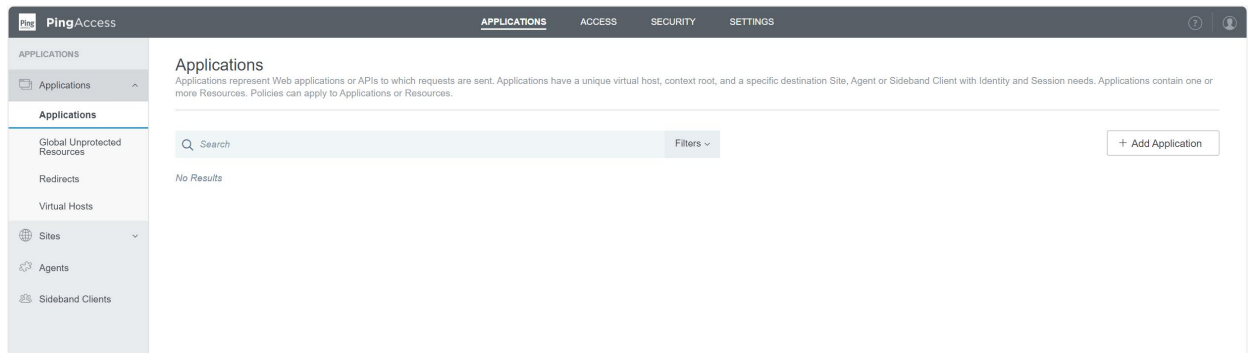 Ping
PingAccess
APPLICATIONS
ACCESS
SECURITY
SETTINGS
?
APPLICATIONS
Applications
Applications
Global Unprotected
Resources
Redirects
Virtual Hosts
Sites
Agents
Sideband Clients
Applications
Applications represent Web applications or APIs to which requests are sent. Applications have a unique virtual host, context root, and a specific destination Site, Agent or Sideband Client with Identity and Session needs. Applications contain one or
more Resources. Policies can apply to Applications or Resources.
Search
Filters
+ Add Application
No Results